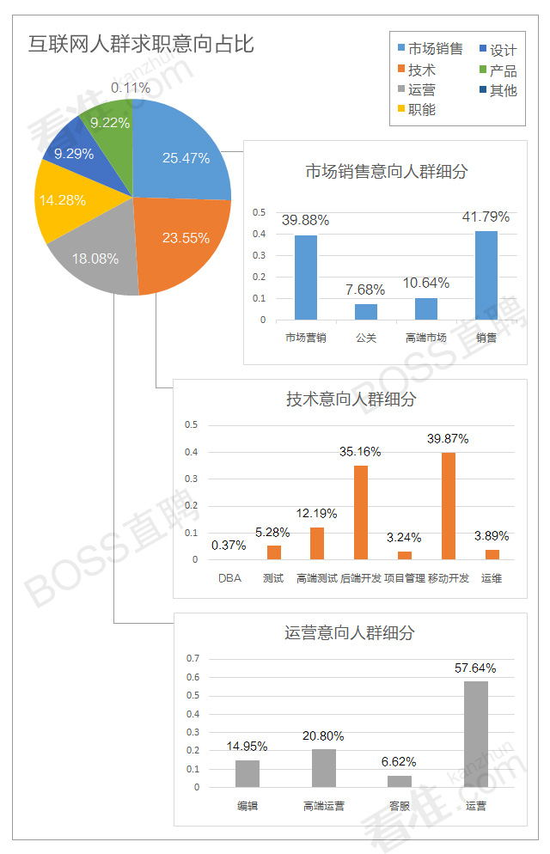 互联网人群求职意向占比
市场销售
设计
技术
产品
运营
其他
职能
0.11%
9.22%
25.47%
9.29%
14.28%
23.55%
18.08%
市场销售意向人群细分
0.5
0.4
0.3
0.2
0.1
0
39.88%
7.68%
10.64%
41.79%
市场营销 公关 高端市场 销售
技术意向人群细分
0.5
0.4
0.3
0.2
0.1
0
0.37%
5.28%
12.19%
35.16%
3.24%
39.87%
3.89%
DBA 测试 高端测试 后端开发 项目管理 移动开发 运维
运营意向人群细分
0.7
0.6
0.5
0.4
0.3
0.2
0.1
0
14.95%
20.80%
6.62%
57.64%
编辑 高端运营 客服 运营
看准 kanzhun.com
BOSS直聘
BOSS直聘
看准 kanzhun.com